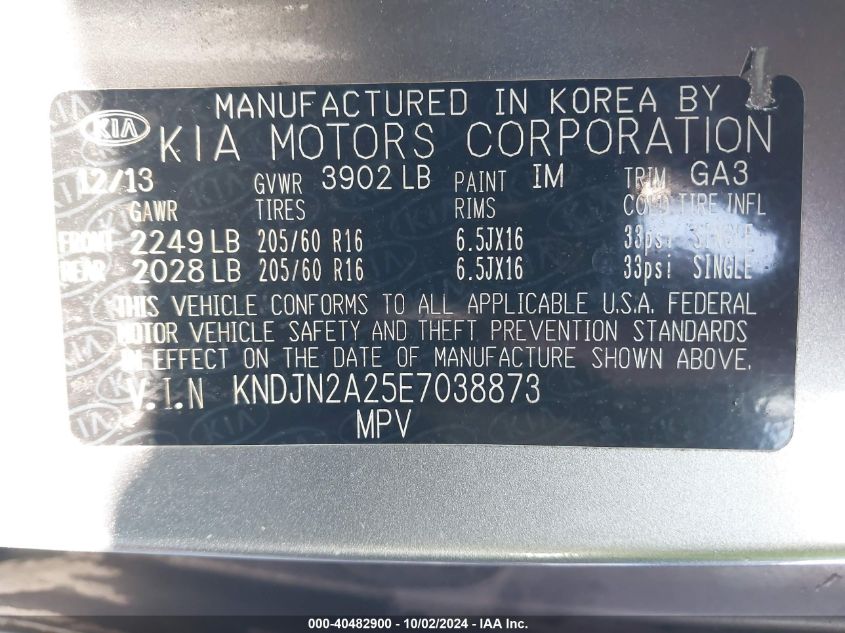 MANUFACTURED IN KOREA BY
KIA KIA MOTORS CORPORATION
12/13 GVWR 3902 LB PAINT IM TRIM GA3
GAWR TIRES RIMS COLD TIRE INFL
FRONT 2249 LB 205/60 R16 6.5JX16 33psi SINGLE
REAR 2028 LB 205/60 R16 6.5JX16 33psi SINGLE
THIS VEHICLE CONFORMS TO ALL APPLICABLE U.S.A. FEDERAL
MOTOR VEHICLE SAFETY AND THEFT PREVENTION STANDARDS
IN EFFECT ON THE DATE OF MANUFACTURE SHOWN ABOVE.
V.I.N KNDJN2A25E7038873
MPV
000-40482900 - 10/02/2024 - IAA Inc.